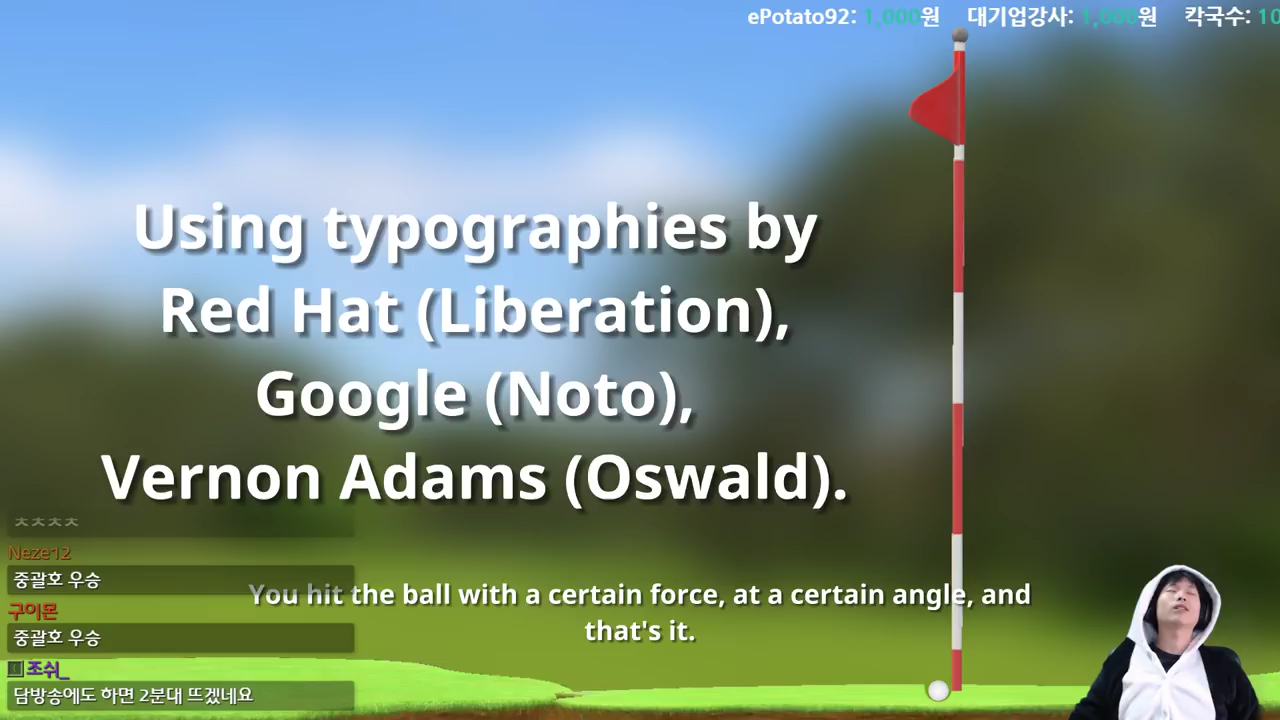 ePotato92: 1,000원 대기업강사: 1,000원 칵국수: 10
Using typographies by
Red Hat (Liberation),
Google (Noto),
Vernon Adams (Oswald).
ㅊㅊㅊㅊ
Neze12
중괄호 우승
You hit the ball with a certain force, at a certain angle, and
that's it.
구이몬
중괄호 우승
조쉬_
담방송에도 하면 2분대 뜨겠네요